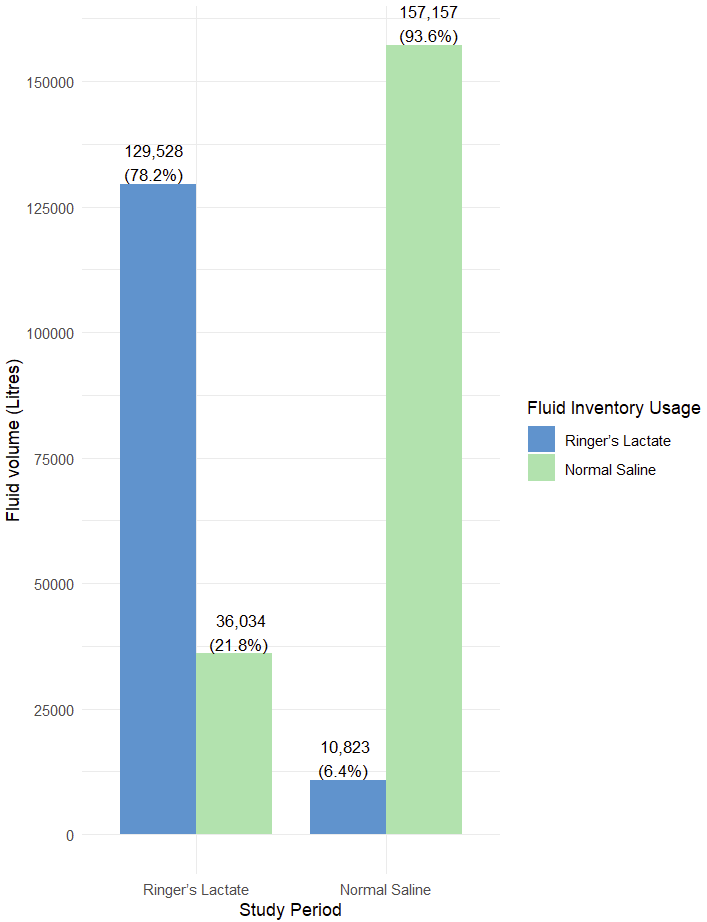 157,157
(93.6%)
150000
129,528
(78.2%)
125000
100000
Fluid volume (Litres)
75000
50000
36,034
(21.8%)
25000
10,823
(6.4%)
0
Ringer’s Lactate
Normal Saline
Study Period
Fluid Inventory Usage
Ringer’s Lactate
Normal Saline